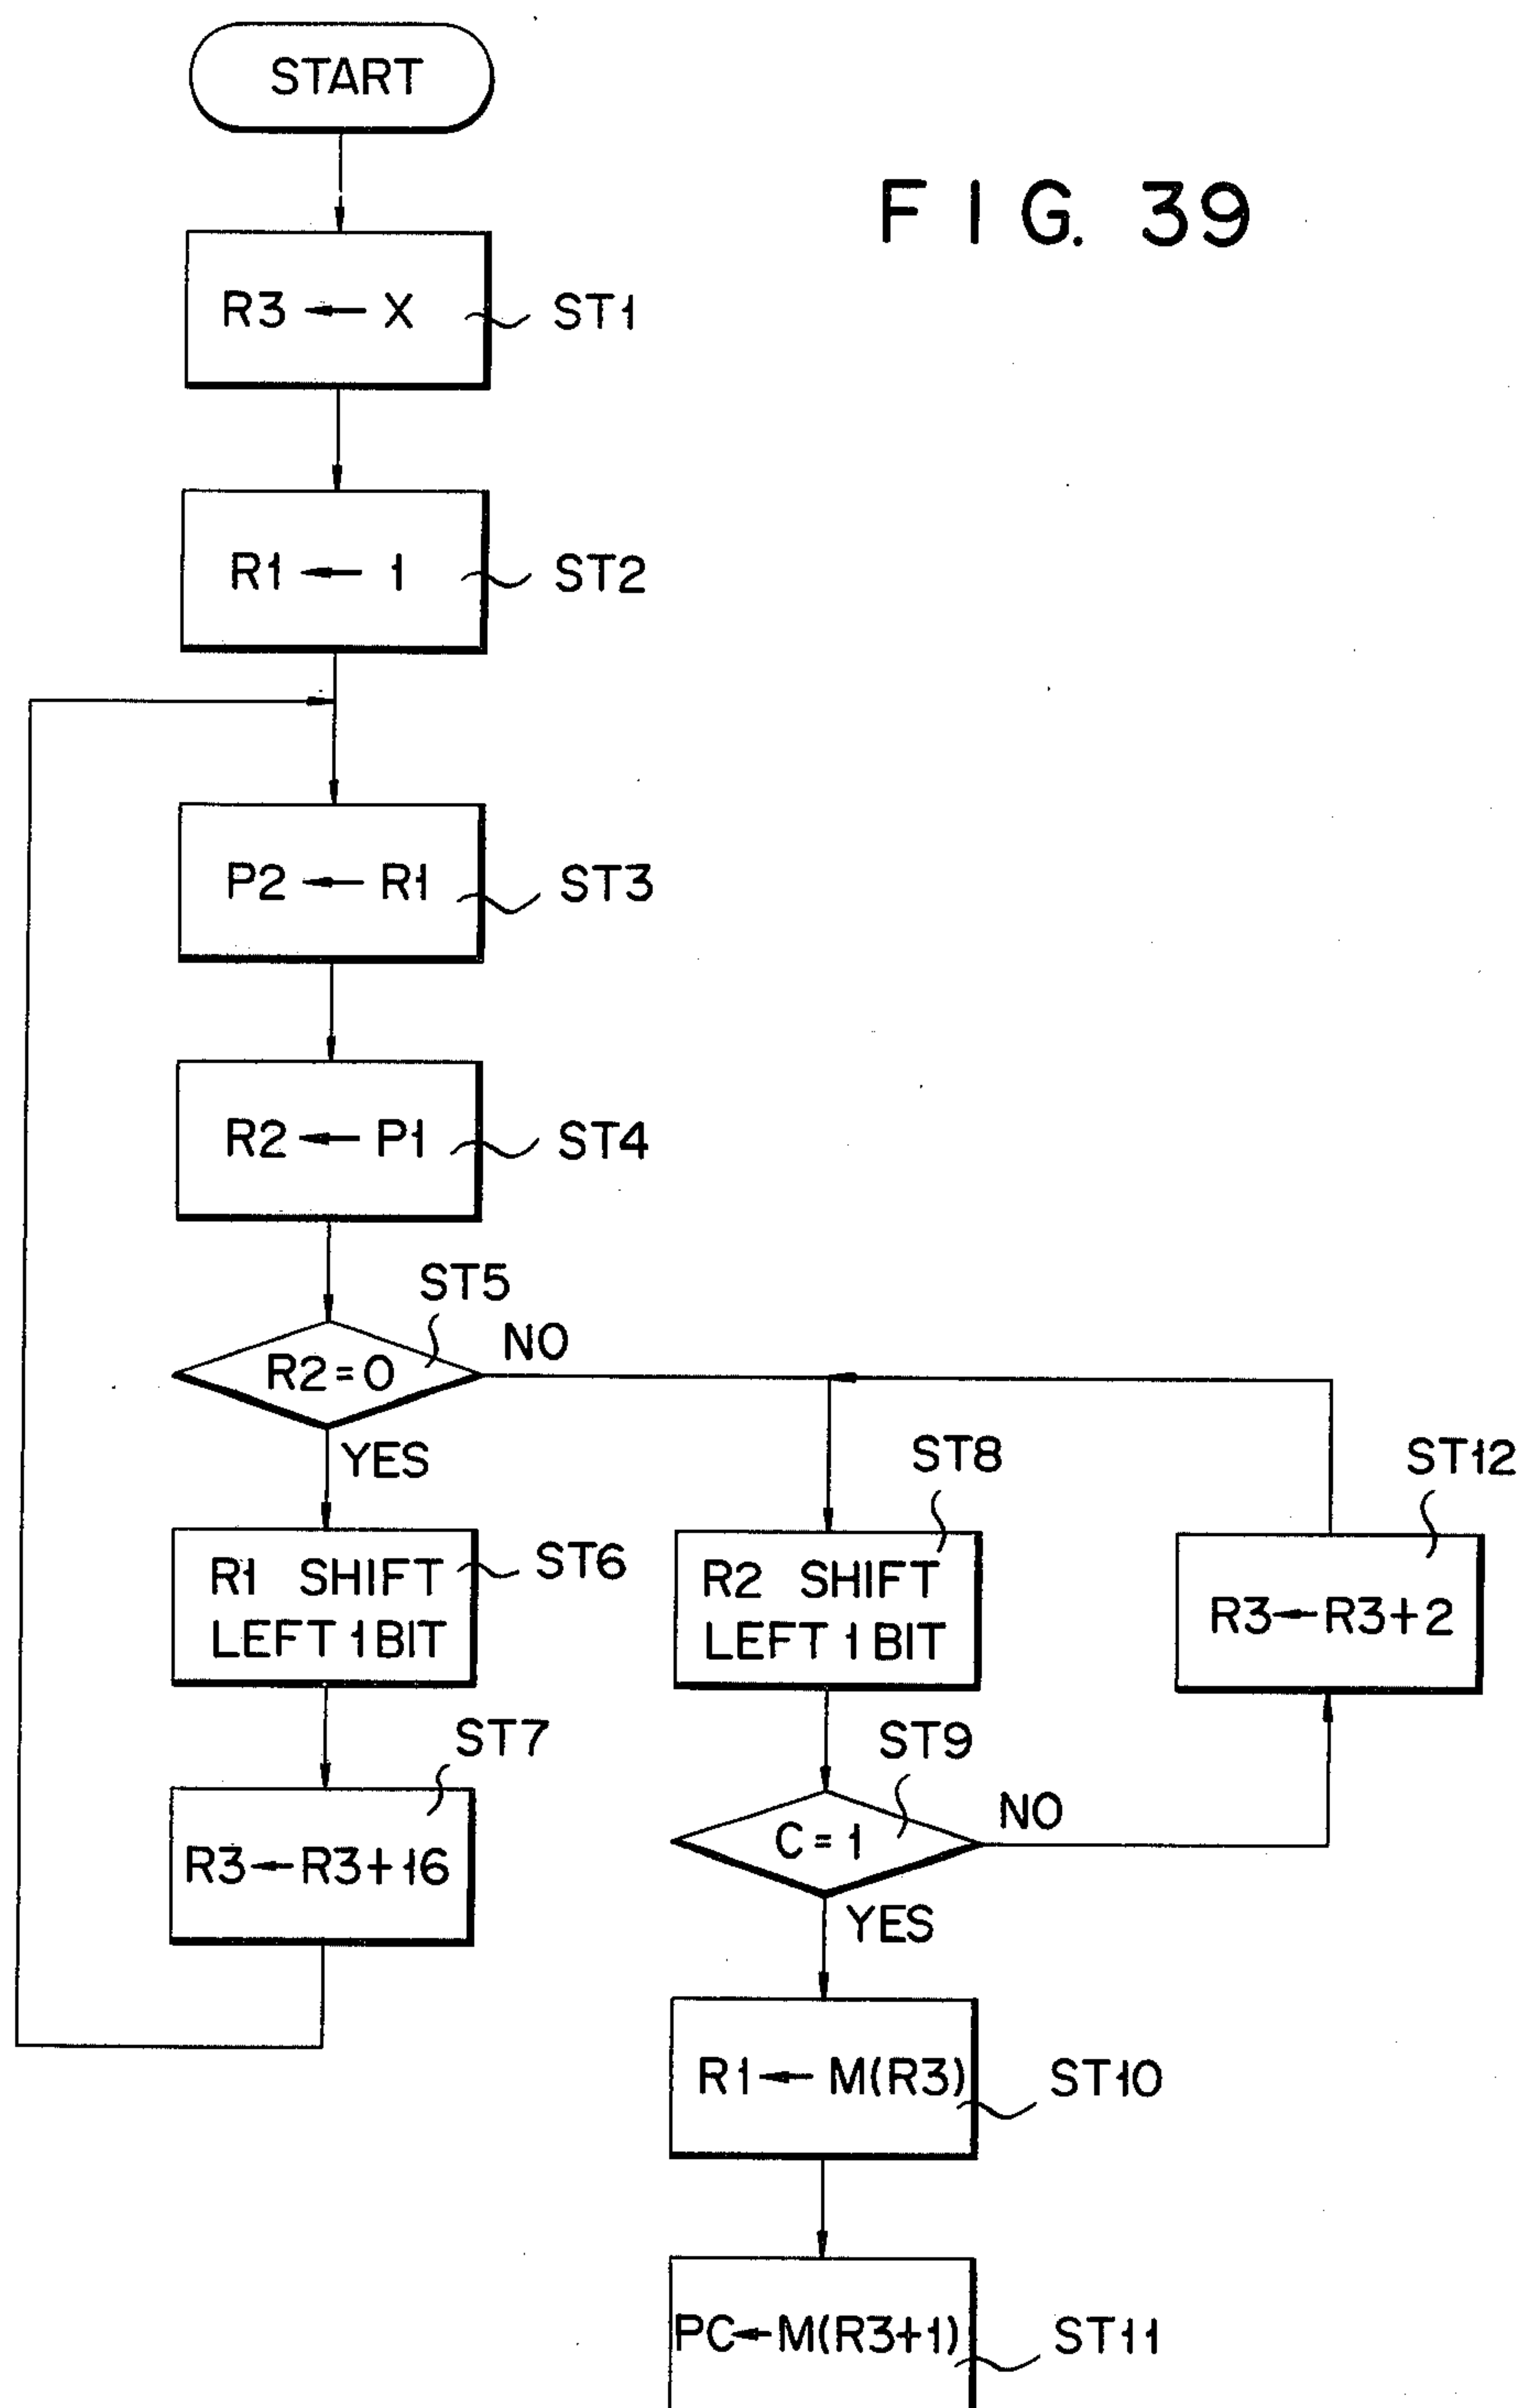 START
FIG. 39
R3 ← X
ST1
R1 ← 1
ST2
P2 ← R1
ST3
R2 ← P1
ST4
ST5
R2 = 0
NO
YES
R1 SHIFT
LEFT 1 BIT
ST6
ST8
R2 SHIFT
LEFT 1 BIT
ST12
R3 ← R3+2
ST7
R3 ← R3+16
ST9
C = 1
NO
YES
R1 ← M(R3)
ST10
PC ← M(R3+1)
ST11